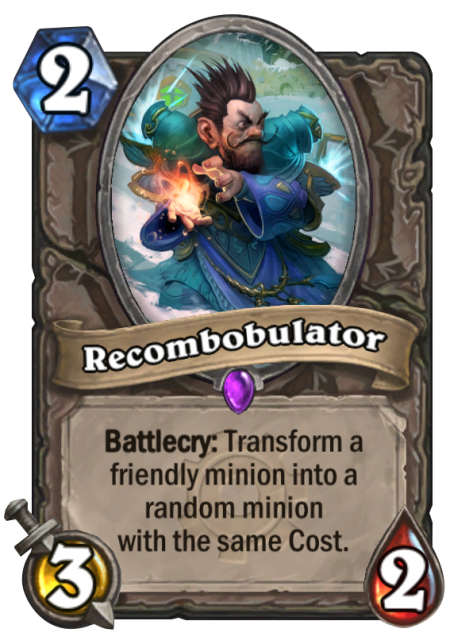 2
Recombobulator
Battlecry: Transform a
friendly minion into a
random minion
with the same Cost.
3
2